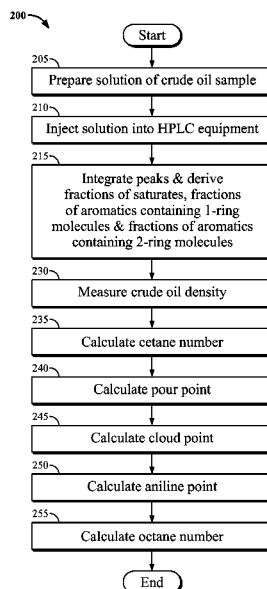 200
Start
205
Prepare solution of crude oil sample
210
Inject solution into HPLC equipment
215
Integrate peaks & derive
fractions of saturates, fractions
of aromatics containing 1-ring
molecules & fractions of aromatics
containing 2-ring molecules
230
Measure crude oil density
235
Calculate cetane number
240
Calculate pour point
245
Calculate cloud point
250
Calculate aniline point
255
Calculate octane number
End